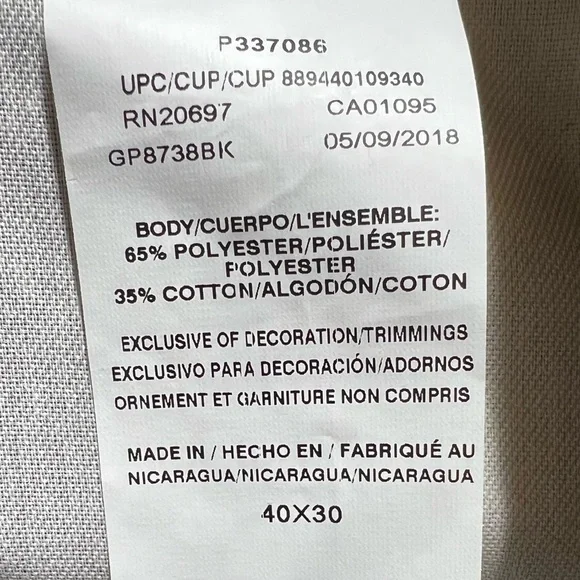 P337086
UPC/CUP/CUP 889440109340
RN20697 CA01095
GP8738BK 05/09/2018
BODY/CUERPO/L'ENSEMBLE:
65% POLYESTER/POLIÉSTER/
POLYESTER
35% COTTON/ALGODÓN/COTON
EXCLUSIVE OF DECORATION/TRIMMINGS
EXCLUSIVO PARA DECORACIÓN/ADORNOS
ORNEMENT ET GARNITURE NON COMPRIS
MADE IN / HECHO EN / FABRIQUÉ AU
NICARAGUA/NICARAGUA/NICARAGUA
40X30